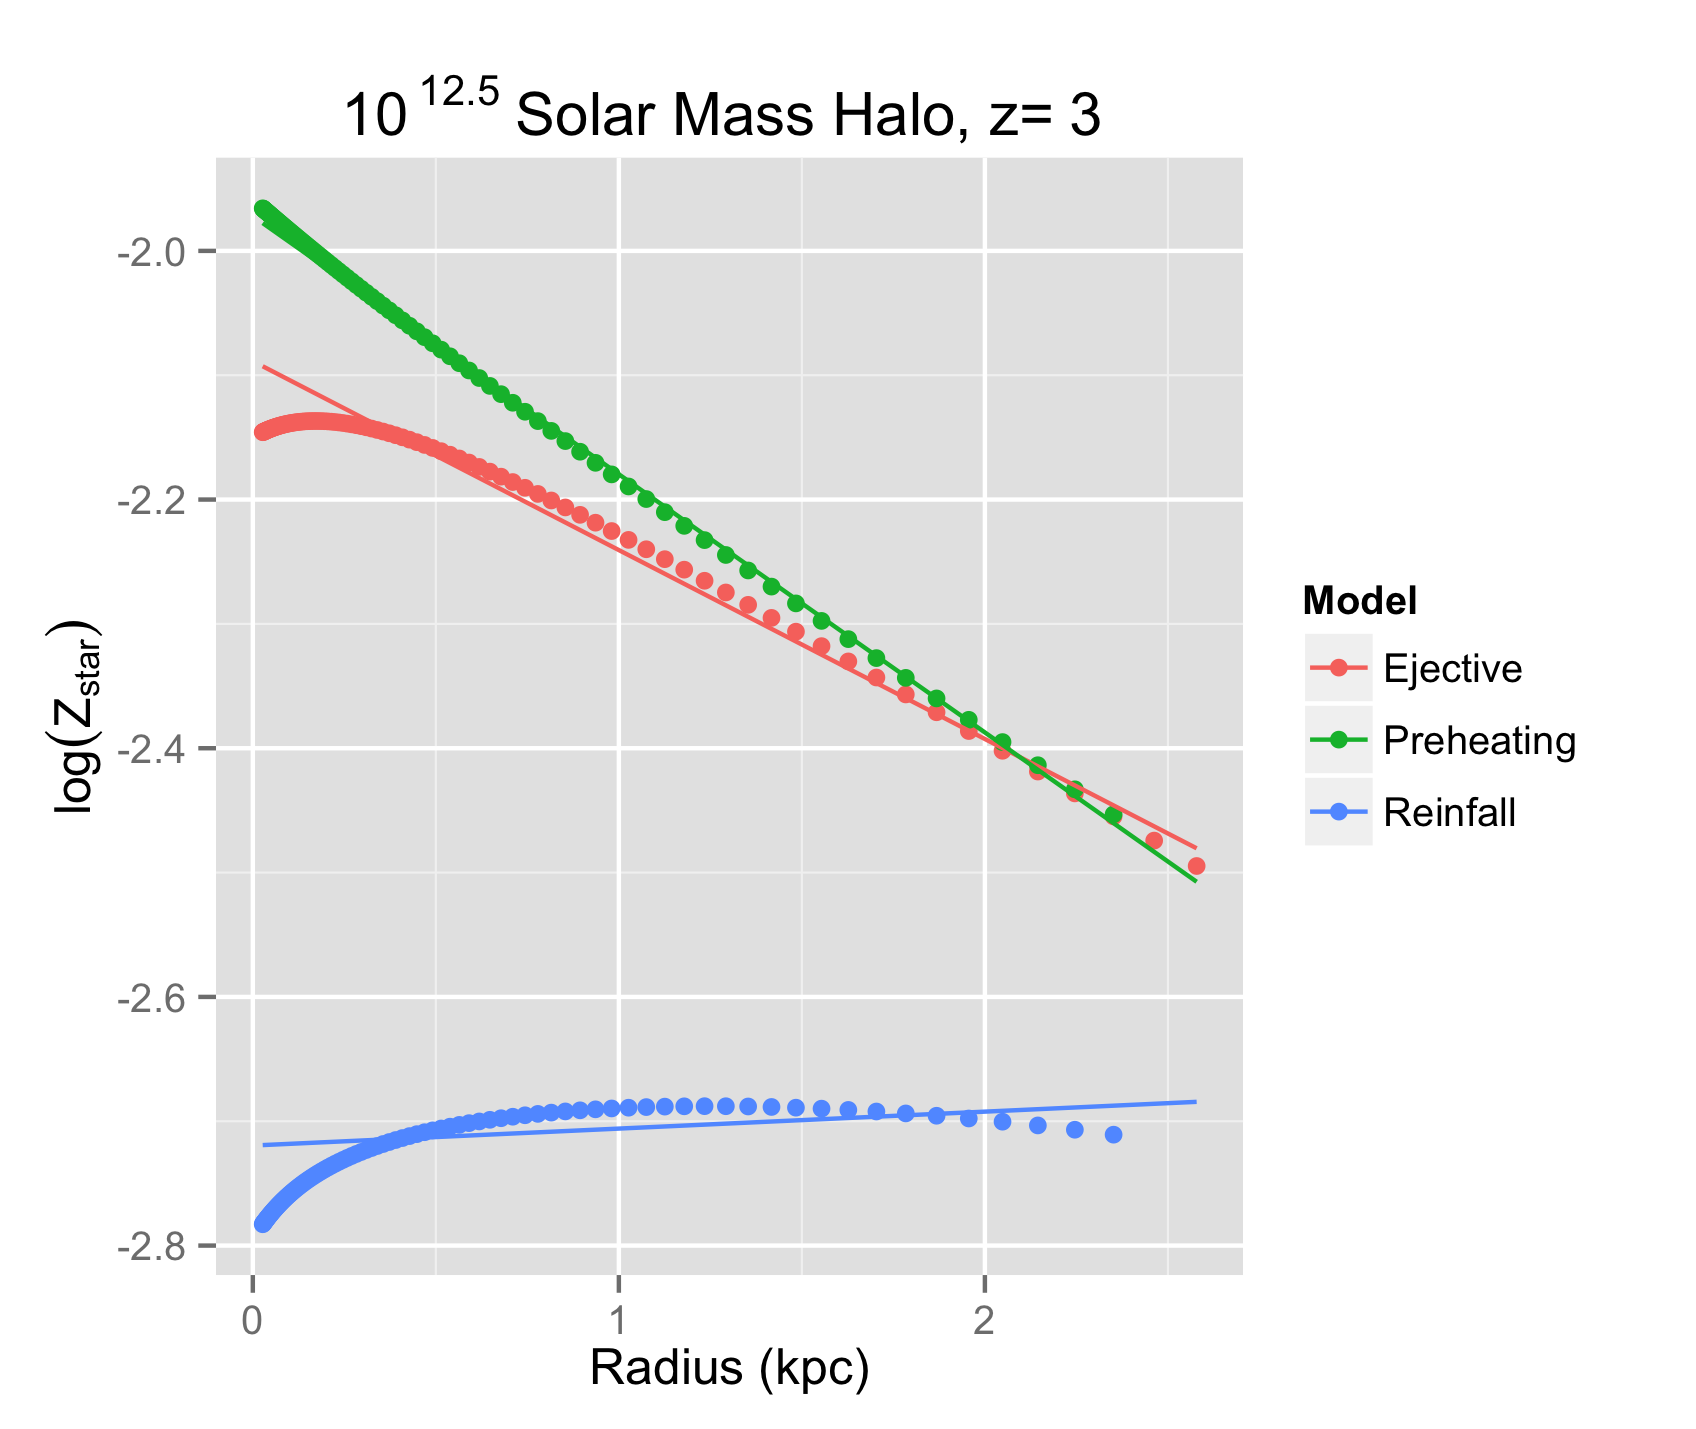 10 12.5 Solar Mass Halo, z= 3
-2.0
-2.2
-2.4
-2.6
-2.8
log(Zstar)
0 1 2
Radius (kpc)
Model
Ejective
Preheating
Reinfall